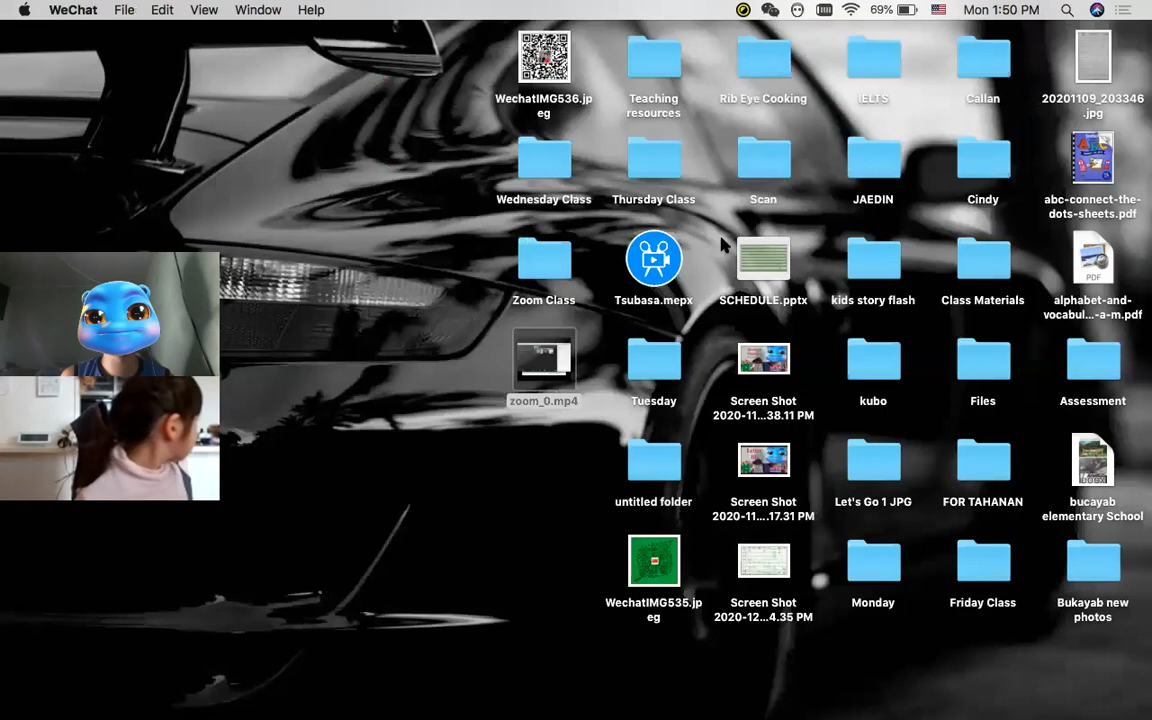 WeChat File Edit View Window Help 69% Mon 1:50 PM
WechatIMG536.jp
eg
Teaching
resources
Rib Eye Cooking
IELTS
Callan
20201109_203346
.jpg
Wednesday Class
Thursday Class
Scan
JAEDIN
Cindy
abc-connect-the-
dots-sheets.pdf
Zoom Class
Tsubasa.mepx
SCHEDULE.pptx
kids story flash
Class Materials
PDF
alphabet-and-
vocabul...-a-m.pdf
zoom_0.mp4
Tuesday
Screen Shot
2020-11...38.11 PM
kubo
Files
Assessment
untitled folder
Screen Shot
2020-11....17.31 PM
Let's Go 1 JPG
FOR TAHANAN
DOCX
bucayab
elementary School
WechatIMG535.jp
eg
Screen Shot
2020-12...4.35 PM
Monday
Friday Class
Bukayab new
photos